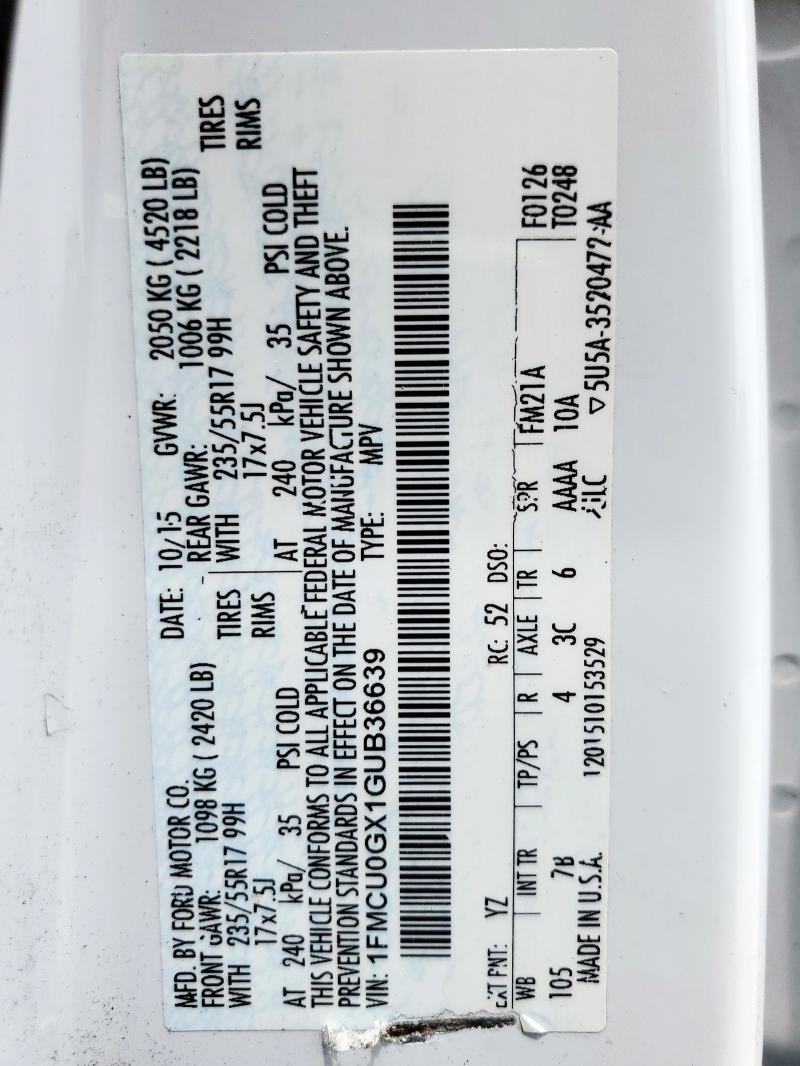 MFD. BY FORD MOTOR CO. DATE: 10/15 GVWR: 2050 KG ( 4520 LB)
FRONT GAWR: 1098 KG ( 2420 LB) REAR GAWR: 1006 KG ( 2218 LB)
WITH 235/55R17 99H TIRES WITH 235/55R17 99H TIRES
17x7.5J RIMS 17x7.5J RIMS
AT 240 kPa/ 35 PSI COLD AT 240 kPa/ 35 PSI COLD
THIS VEHICLE CONFORMS TO ALL APPLICABLE FEDERAL MOTOR VEHICLE SAFETY AND THEFT
PREVENTION STANDARDS IN EFFECT ON THE DATE OF MANUFACTURE SHOWN ABOVE.
VIN: 1FMCU0GX1GUB36639 TYPE: MPV
EXT PNT: YZ RC: 52 DSO:
WB INT TR TP/PS R AXLE TR SPR FM21A F0126
105 7B 4 3C 6 AAAA 10A T0248
MADE IN U.S.A. 1201510153529 ▽5U5A-3520472-AA